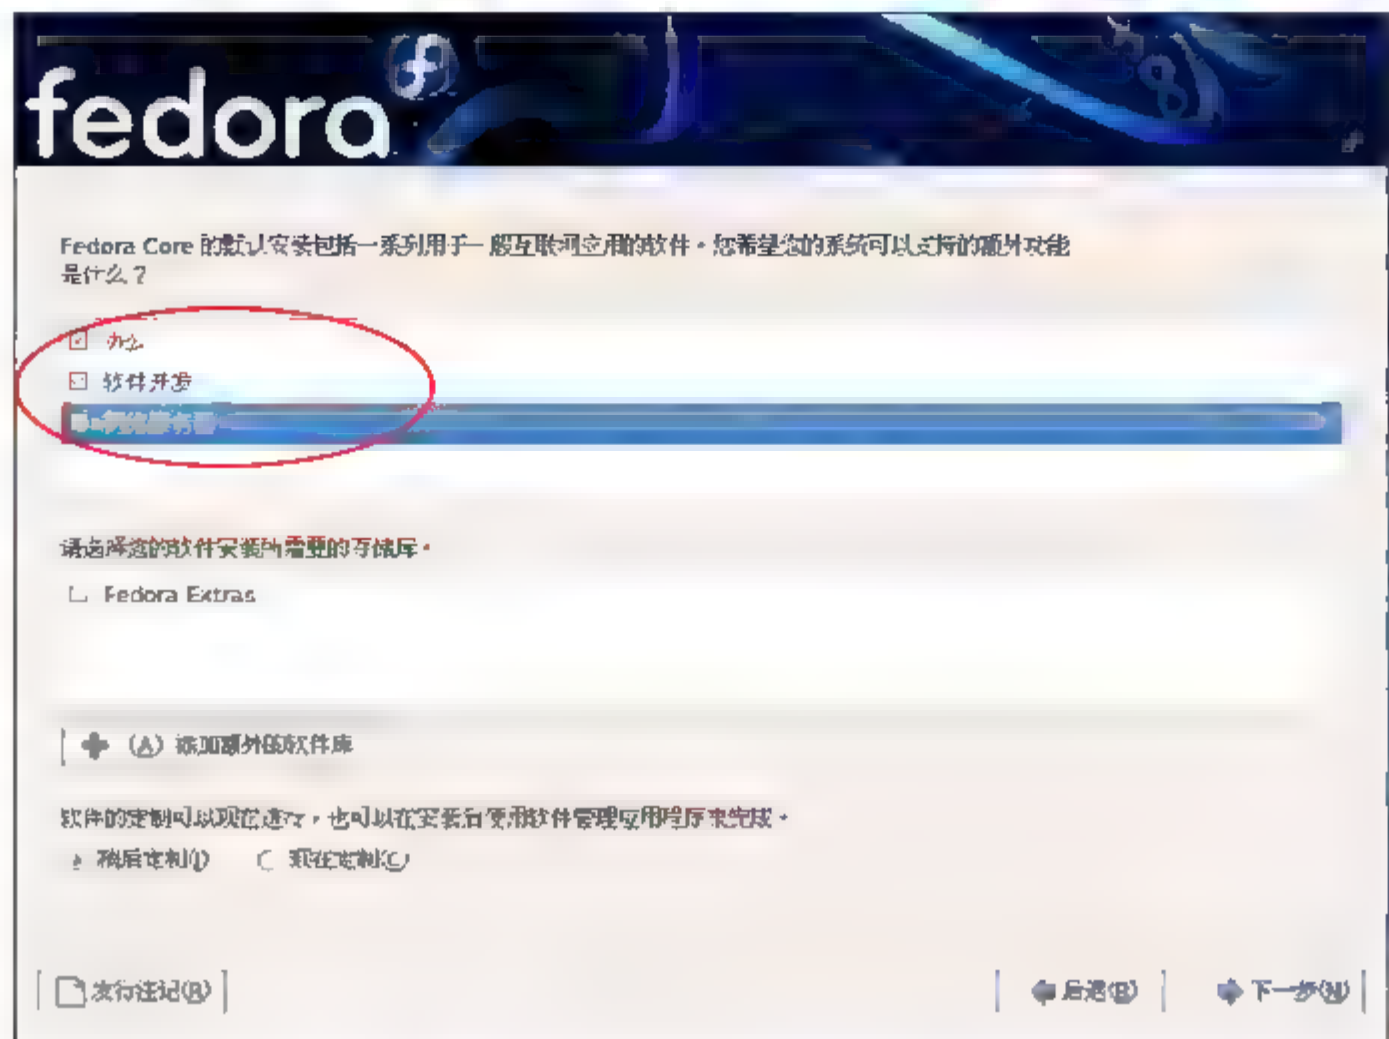 fedora
Fedora Core 的默认安装包括一系列用于一般互联网应用的软件。您希望您的系统可以支持的额外功能
是什么？
办公
软件开发
请选择您的软件安装所需要的存储库。
Fedora Extras
(A) 添加额外的软件库
软件的定制可以现在进行，也可以在安装后使用软件管理应用程序来完成。
稍后定制(l) 现在定制(C)
发行注记(R) 后退(B) 下一步(N)